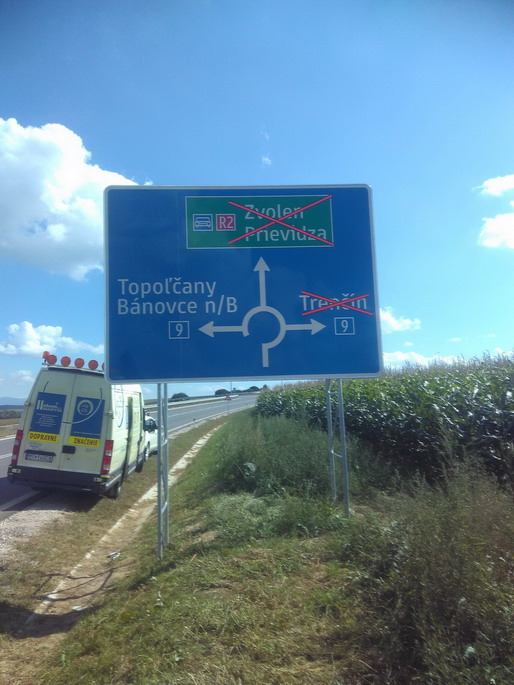 R2 Zvolen
Prievidza
Topoľčany
Bánovce n/B
9
Trenčín
9
DOPRAVNÉ
ZNAČENIE